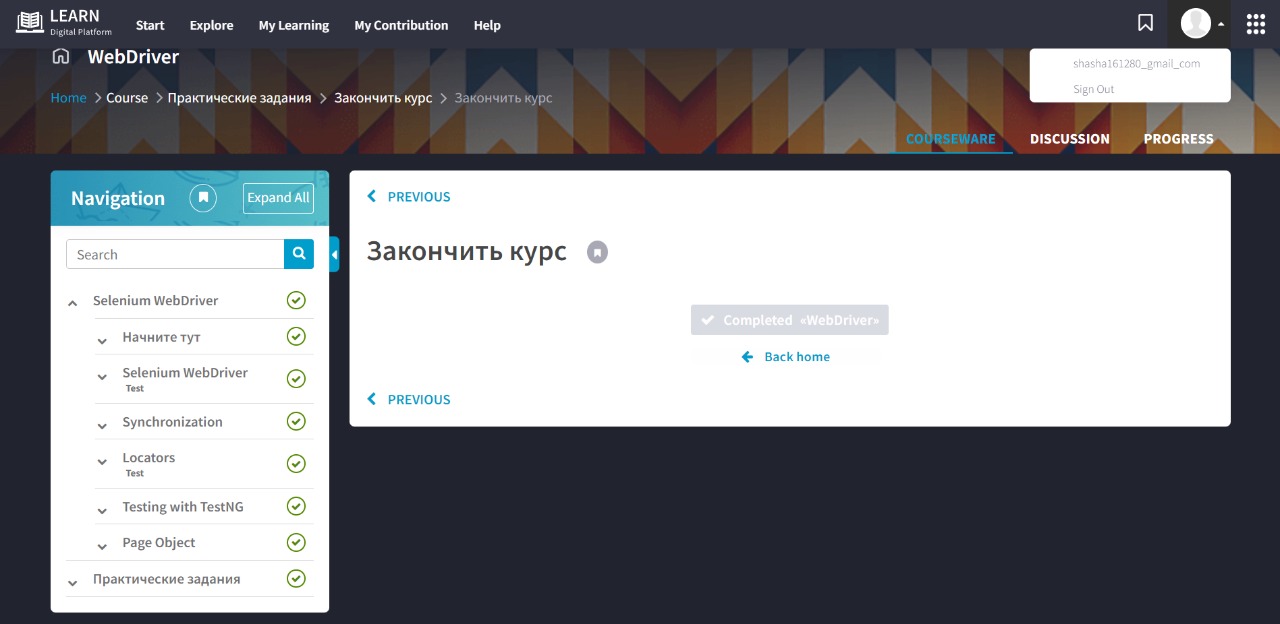 LEARN
Digital Platform
Start Explore My Learning My Contribution Help
WebDriver
shasha161280_gmail_com
Sign Out
Home > Course > Практические задания > Закончить курс > Закончить курс
COURSEWARE DISCUSSION PROGRESS
Navigation Expand All
Search
Selenium WebDriver
Начните тут
Selenium WebDriver
Test
Synchronization
Locators
Test
Testing with TestNG
Page Object
Практические задания
PREVIOUS
Закончить курс
Completed «WebDriver»
Back home
PREVIOUS